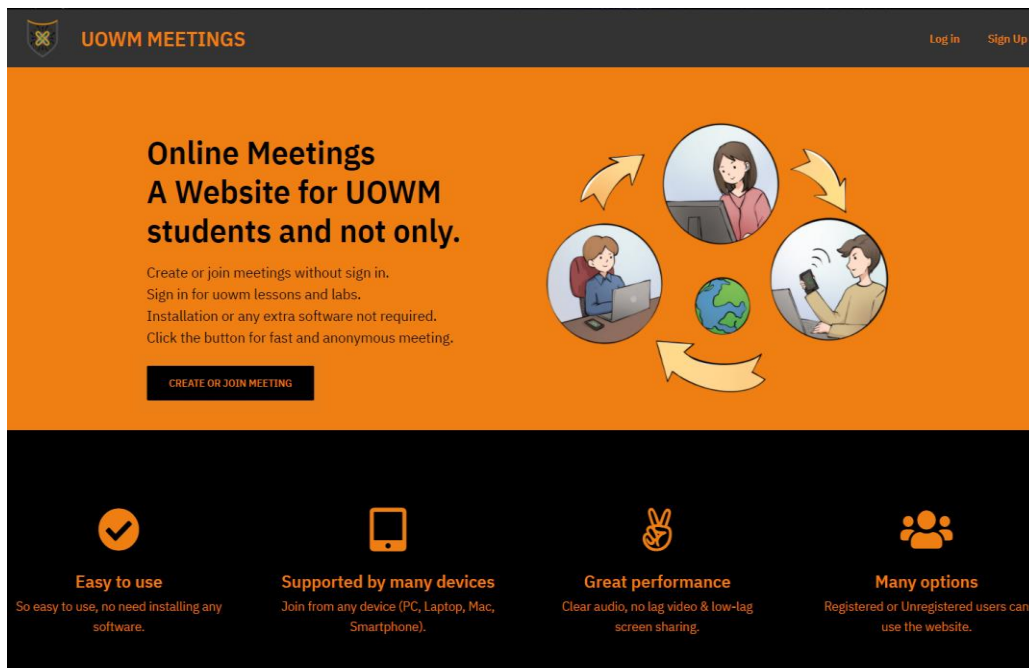 UOWM MEETINGS
Log in
Sign Up
Online Meetings
A Website for UOWM
students and not only.
Create or join meetings without sign in.
Sign in for uowm lessons and labs.
Installation or any extra software not required.
Click the button for fast and anonymous meeting.
CREATE OR JOIN MEETING
Easy to use
So easy to use, no need installing any
software.
Supported by many devices
Join from any device (PC, Laptop, Mac,
Smartphone).
Great performance
Clear audio, no lag video & low-lag
screen sharing.
Many options
Registered or Unregistered users can
use the website.